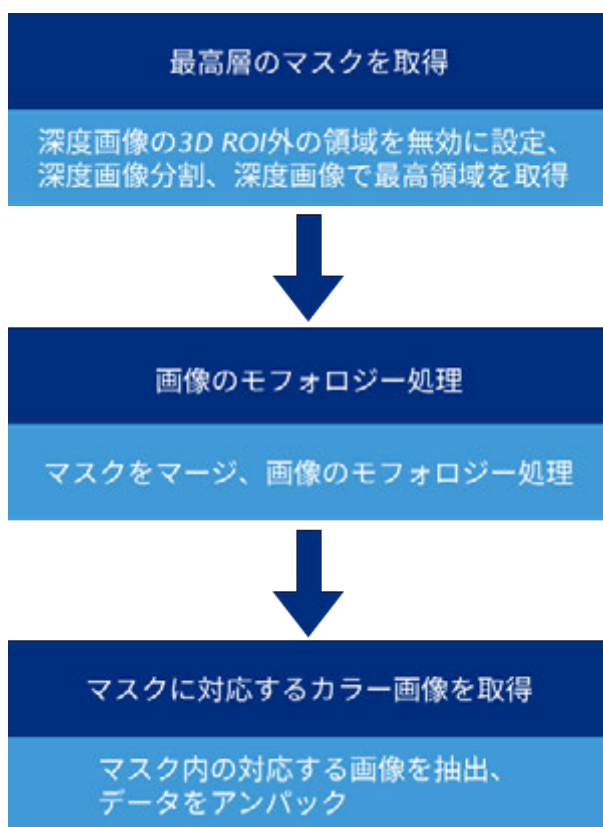 最高層のマスクを取得
深度画像の3D ROI外の領域を無効に設定、
深度画像分割、深度画像で最高領域を取得
画像のモフォロジー処理
マスクをマージ、画像のモフォロジー処理
マスクに対応するカラー画像を取得
マスク内の対応する画像を抽出、
データをアンパック